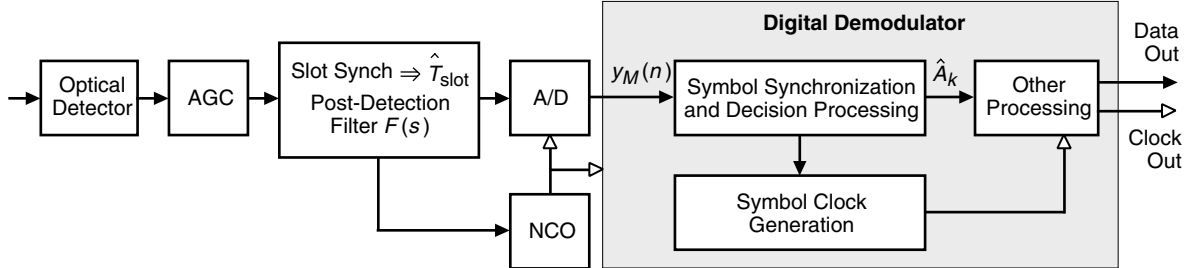 Digital Demodulator
Optical
Detector
AGC
Slot Synch ⇒ T̂slot
Post-Detection
Filter F(s)
A/D
NCO
yM(n)
Symbol Synchronization
and Decision Processing
Âk
Symbol Clock
Generation
Other
Processing
Data
Out
Clock
Out